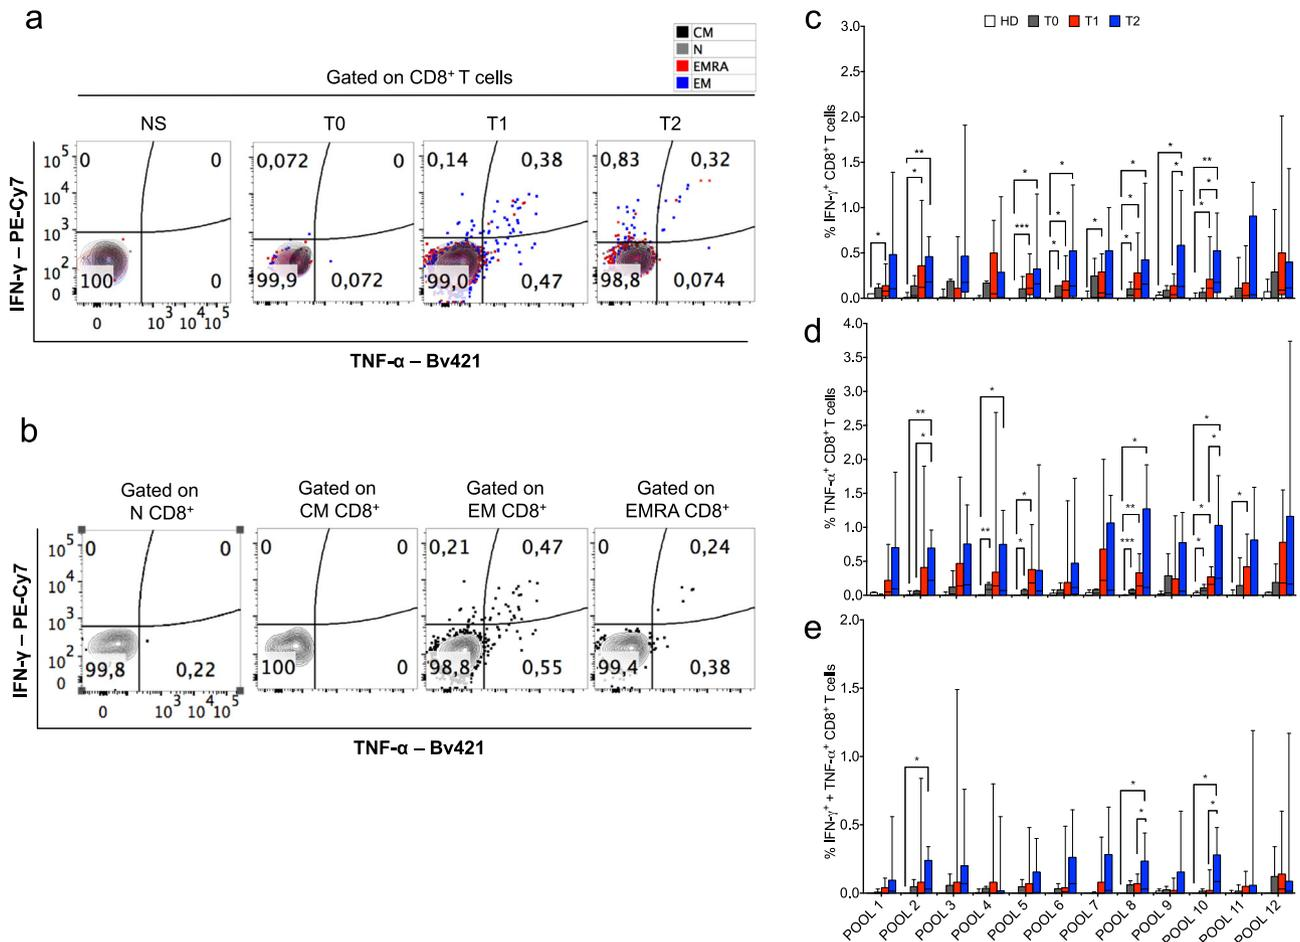 a
CM
N
EMRA
EM
Gated on CD8⁺ T cells
NS
T0
T1
T2
10⁵
10⁴
10³
10²
0
0
0
100
0
0,072
0
99,9
0,072
0,14
0,38
99,0
0,47
0,83
0,32
98,8
0,074
0
10³
10⁴
10⁵
IFN-γ – PE-Cy7
TNF-α – Bv421
b
Gated on
N CD8⁺
Gated on
CM CD8⁺
Gated on
EM CD8⁺
Gated on
EMRA CD8⁺
10⁵
10⁴
10³
10²
0
0
0
99,8
0,22
0
0
100
0
0,21
0,47
98,8
0,55
0
0,24
99,4
0,38
0
10³
10⁴
10⁵
IFN-γ – PE-Cy7
TNF-α – Bv421
c
HD
T0
T1
T2
% IFN-γ⁺ CD8⁺ T cells
3.0
2.5
2.0
1.5
1.0
0.5
0.0
*
**
*
*
***
*
*
*
*
*
*
*
*
*
**
*
*
d
% TNF-α⁺ CD8⁺ T cells
4.0
3.5
3.0
2.5
2.0
1.5
1.0
0.5
0.0
**
*
*
**
*
*
*
**
***
*
*
*
*
*
e
% IFN-γ⁺ + TNF-α⁺ CD8⁺ T cells
2.0
1.5
1.0
0.5
0.0
*
*
*
*
*
POOL 1
POOL 2
POOL 3
POOL 4
POOL 5
POOL 6
POOL 7
POOL 8
POOL 9
POOL 10
POOL 11
POOL 12